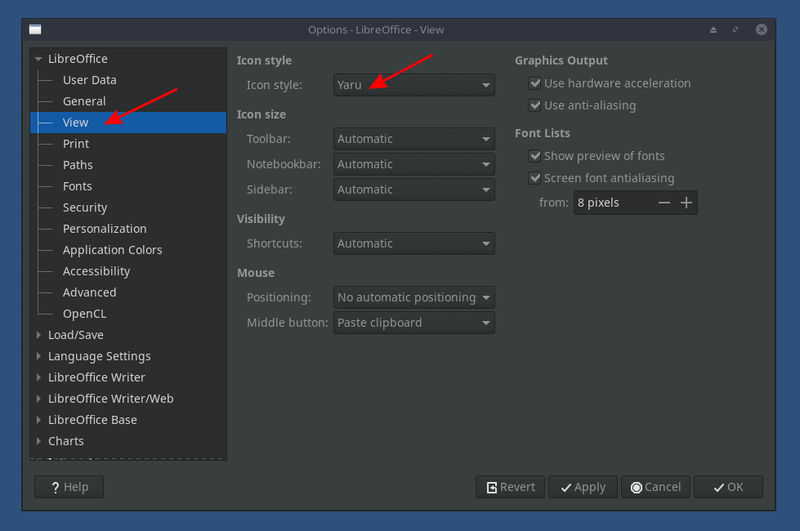 Options - LibreOffice - View
LibreOffice
User Data
General
View
Print
Paths
Fonts
Security
Personalization
Application Colors
Accessibility
Advanced
OpenCL
Load/Save
Language Settings
LibreOffice Writer
LibreOffice Writer/Web
LibreOffice Base
Charts
Icon style
Icon style: Yaru
Icon size
Toolbar: Automatic
Notebookbar: Automatic
Sidebar: Automatic
Visibility
Shortcuts: Automatic
Mouse
Positioning: No automatic positioning
Middle button: Paste clipboard
Graphics Output
Use hardware acceleration
Use anti-aliasing
Font Lists
Show preview of fonts
Screen font antialiasing
from: 8 pixels
? Help
Revert
Apply
Cancel
OK